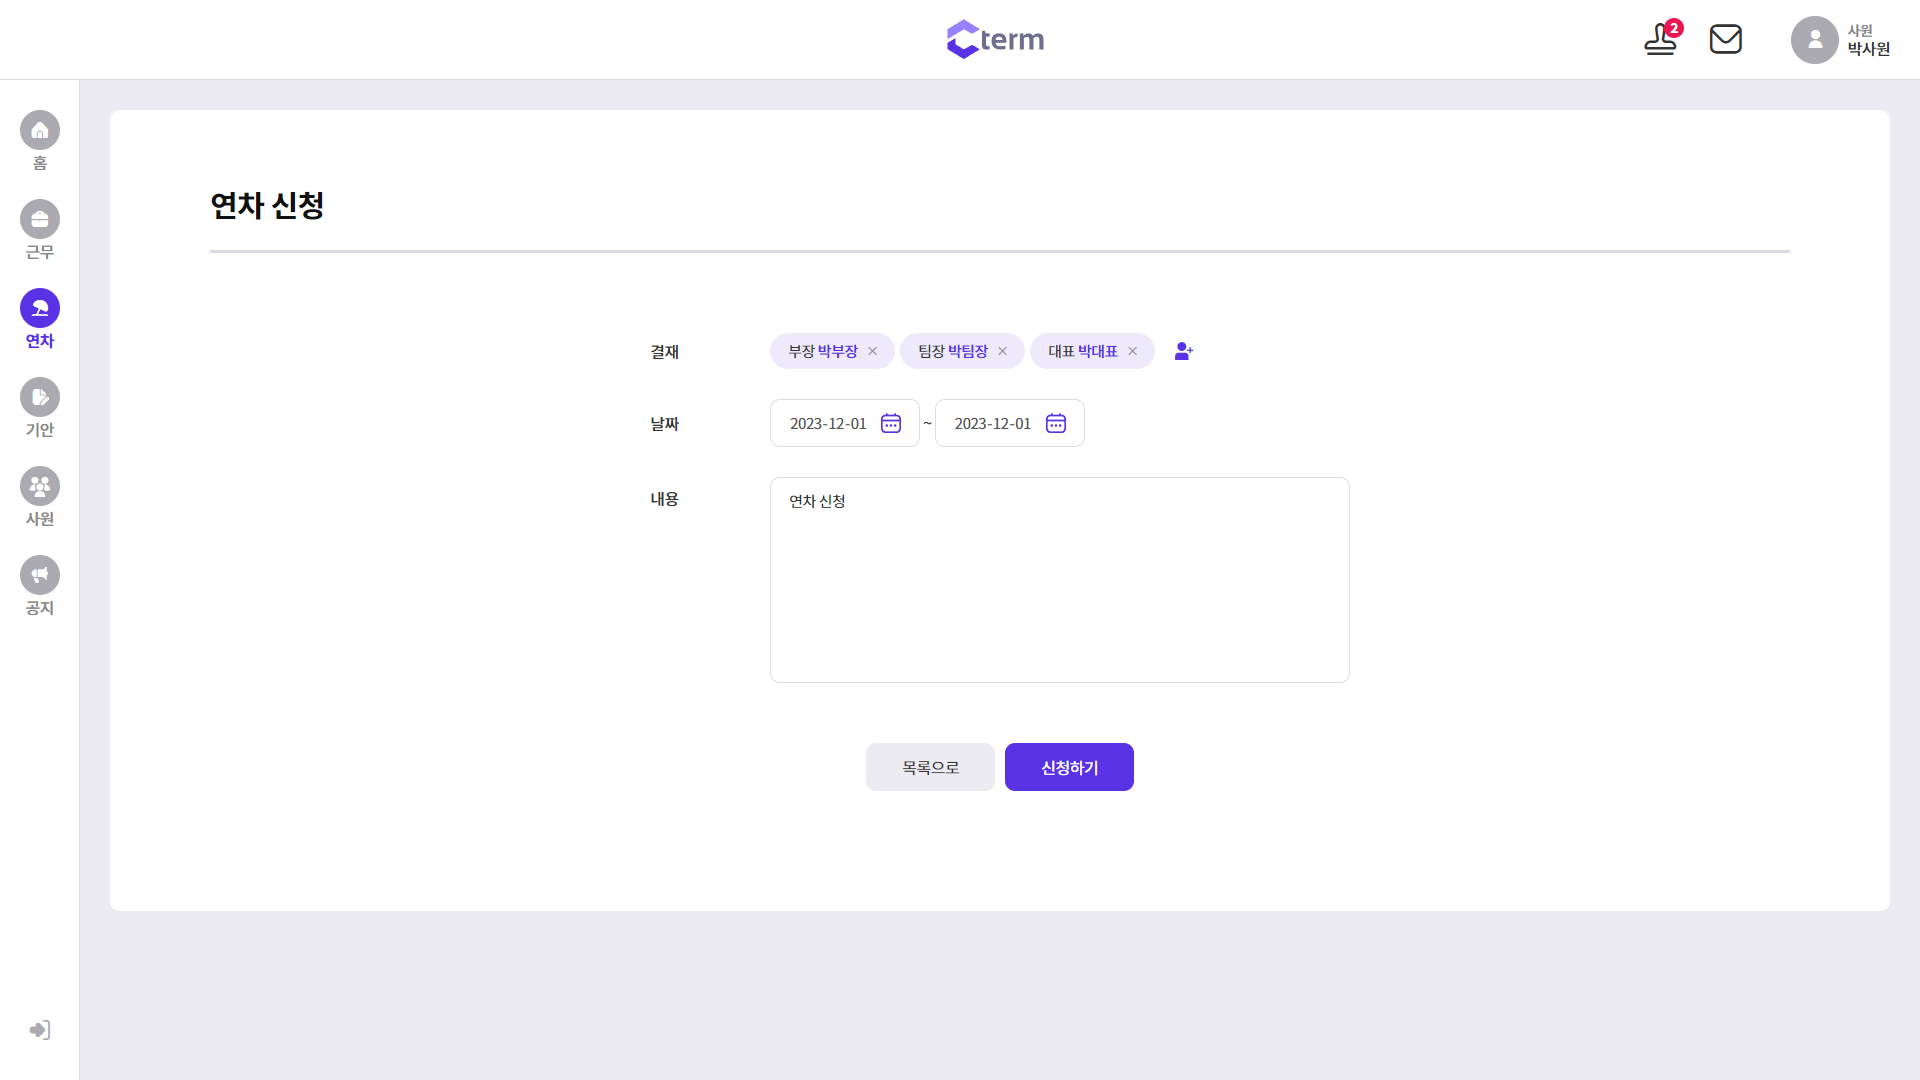 term
2
사원
박사원
홈
근무
연차
기안
사원
공지
연차 신청
결재
부장 박부장 ×
팀장 박팀장 ×
대표 박대표 ×
날짜
2023-12-01 ~ 2023-12-01
내용
연차 신청
목록으로
신청하기